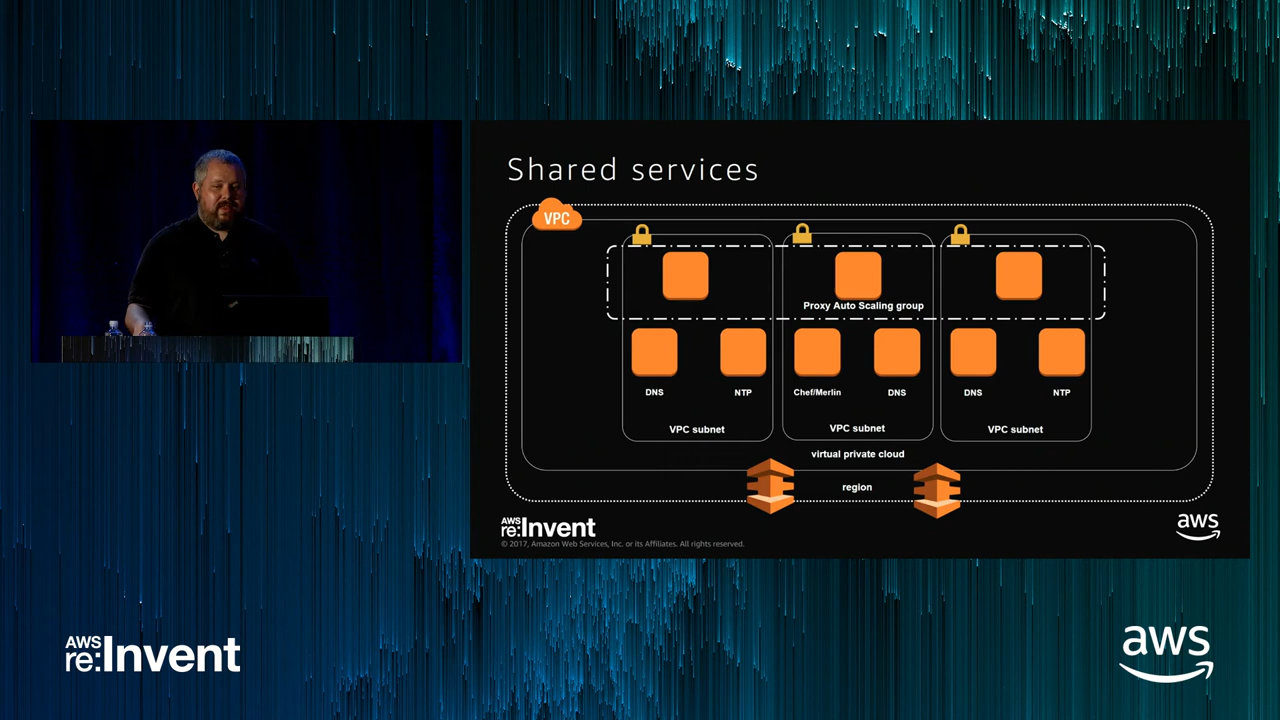 Shared services
VPC
Proxy Auto Scaling group
DNS
NTP
Chef/Merlin
DNS
DNS
NTP
VPC subnet
VPC subnet
VPC subnet
virtual private cloud
region
AWS
re:Invent
© 2017, Amazon Web Services, Inc. or its Affiliates. All rights reserved.
aws
AWS
re:Invent
aws